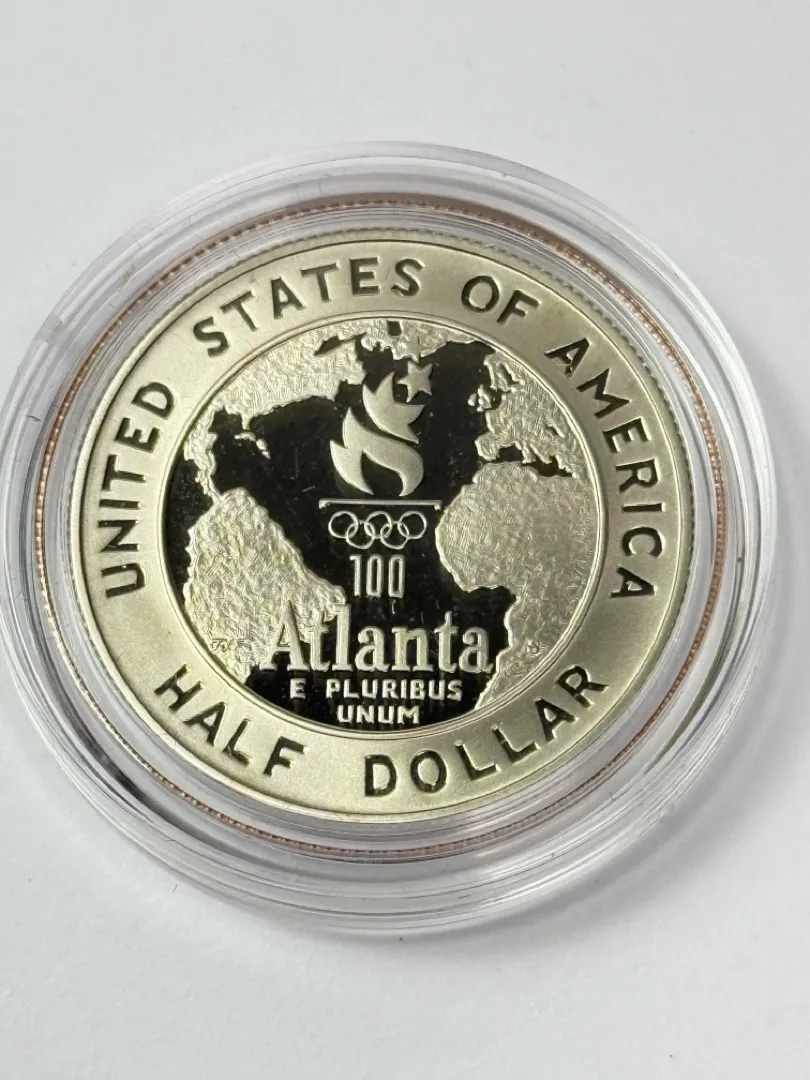 UNITED STATES OF AMERICA
100
Atlanta
E PLURIBUS
UNUM
HALF DOLLAR